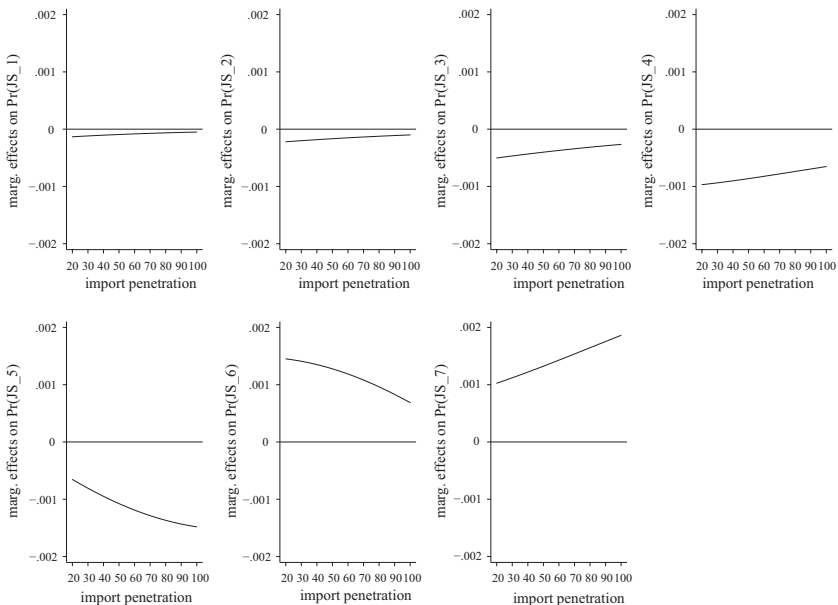 marg. effects on Pr(JS_1)
.002
.001
0
−.001
−.002
20 30 40 50 60 70 80 90 100
import penetration
marg. effects on Pr(JS_2)
.002
.001
0
−.001
−.002
20 30 40 50 60 70 80 90 100
import penetration
marg. effects on Pr(JS_3)
.002
.001
0
−.001
−.002
20 30 40 50 60 70 80 90 100
import penetration
marg. effects on Pr(JS_4)
.002
.001
0
−.001
−.002
20 30 40 50 60 70 80 90 100
import penetration
marg. effects on Pr(JS_5)
.002
.001
0
−.001
−.002
20 30 40 50 60 70 80 90 100
import penetration
marg. effects on Pr(JS_6)
.002
.001
0
−.001
−.002
20 30 40 50 60 70 80 90 100
import penetration
marg. effects on Pr(JS_7)
.002
.001
0
−.001
−.002
20 30 40 50 60 70 80 90 100
import penetration